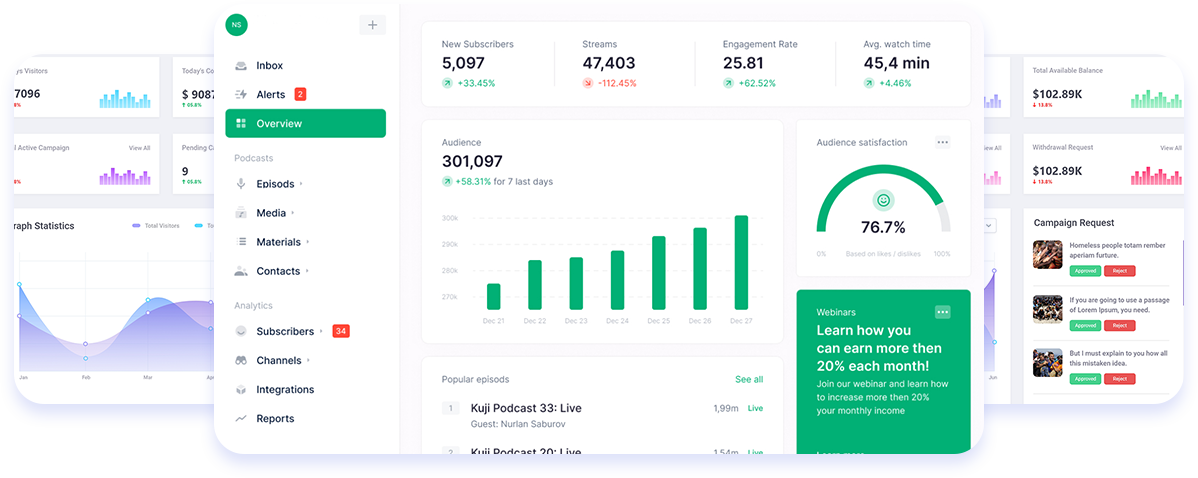 NS
Inbox
Alerts 2
Overview
Podcasts
Episods
Media
Materials
Contacts
Analytics
Subscribers 34
Channels
Integrations
Reports
New Subscribers
5,097
+33.45%
Streams
47,403
-112.45%
Engagement Rate
25.81
+62.52%
Avg. watch time
45,4 min
+4.46%
Audience
301,097
+58.31% for 7 last days
300k
290k
280k
270k
Dec 21 Dec 22 Dec 23 Dec 24 Dec 25 Dec 26 Dec 27
Audience satisfaction
76.7%
0% Based on likes / dislikes 100%
Popular episods See all
1 Kuji Podcast 33: Live 1,99m Live
Guest: Nurlan Saburov
2 Kuji Podcast 20: Live 1,54m Live
Webinars
Learn how you
can earn more then
20% each month!
Join our webinar and learn how
to increase more then 20%
your monthly income
Learn more
Visitors
7096
Today's Co
$ 9087
05.8%
l Active Campaign View All
Pending Ca
9
05.8%
raph Statistics Total Visitors To
Jan Feb Mar Apr
Total Available Balance
$102.89K
13.8%
Withdrawal Request View All
$102.89K
13.8%
Jun
Campaign Request
Homeless people totam rember
aperiam furture.
Approved Reject
If you are going to use a passage
of Lorem Ipsum, you need.
Approved Reject
But I must explain to you how all
this mistaken idea.
Approved Reject